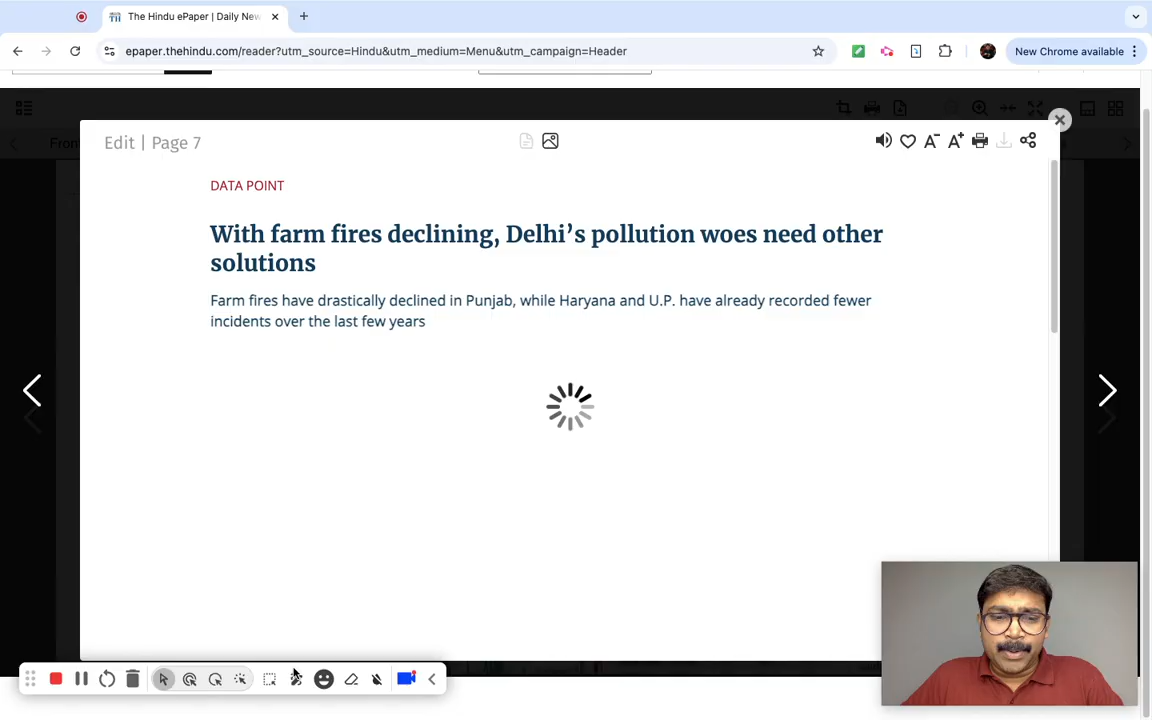 The Hindu ePaper | Daily New
epaper.thehindu.com/reader?utm_source=Hindu&utm_medium=Menu&utm_campaign=Header
New Chrome available
Edit | Page 7
A-
A+
DATA POINT
With farm fires declining, Delhi’s pollution woes need other
solutions
Farm fires have drastically declined in Punjab, while Haryana and U.P. have already recorded fewer
incidents over the last few years